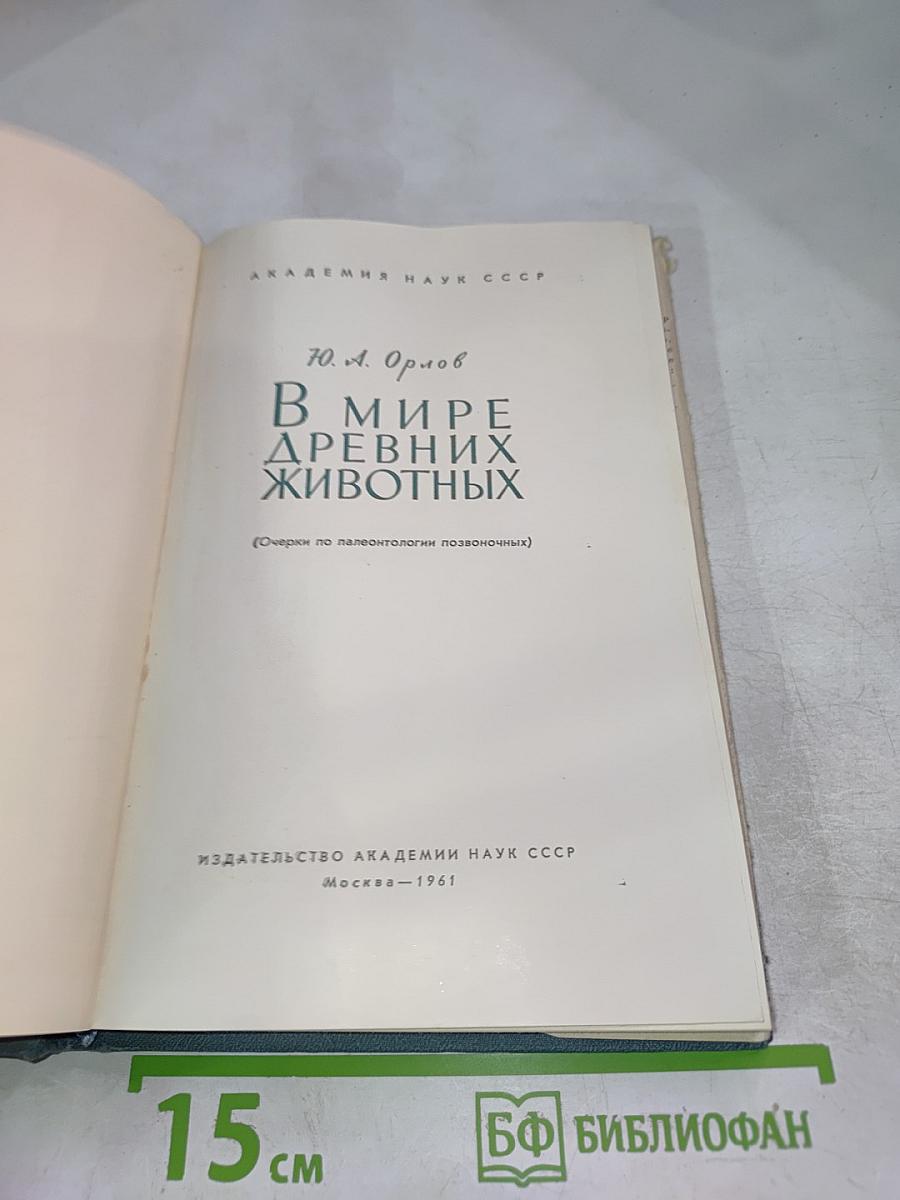 АКАДЕМИЯ НАУК СССР
Ю. А. Орлов
В МИРЕ
ДРЕВНИХ
ЖИВОТНЫХ
(Очерки по палеонтологии позвоночных)
ИЗДАТЕЛЬСТВО АКАДЕМИИ НАУК СССР
Москва—1961
15 см
БФ БИБЛИОФАН